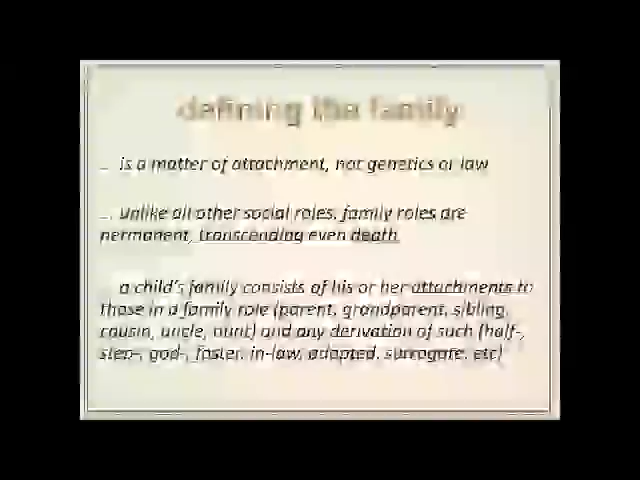 defining the family
... is a matter of attachment, not genetics or law
... unlike all other social roles, family roles are
permanent, transcending even death
a child's family consists of his or her attachments to
those in a family role (parent, grandparent, sibling,
cousin, uncle, aunt) and any derivation of such (half-,
step-, god-, foster, in-law, adopted, surrogate, etc)